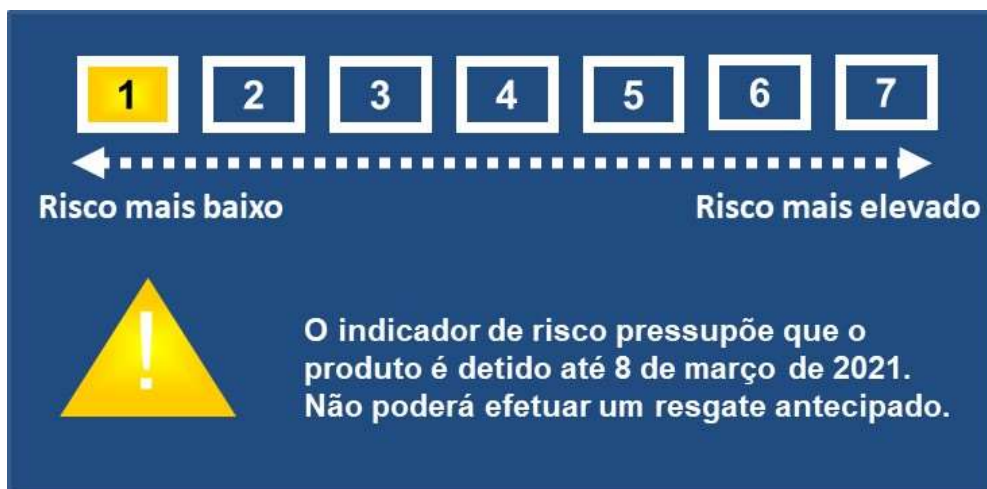 1 2 3 4 5 6 7
Risco mais baixo Risco mais elevado
!
O indicador de risco pressupõe que o
produto é detido até 8 de março de 2021.
Não poderá efetuar um resgate antecipado.